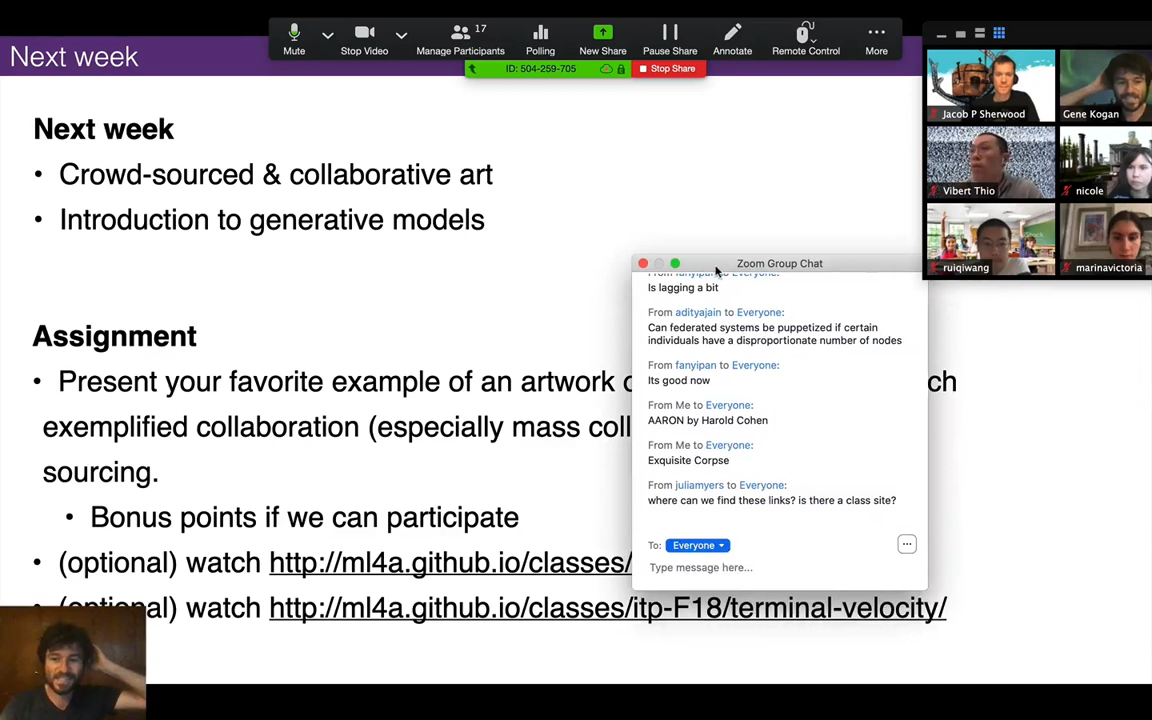 Next week
Mute
Stop Video
17
Manage Participants
Polling
New Share
Pause Share
Annotate
Remote Control
More
ID: 504-259-705
Stop Share
Jacob P Sherwood
Gene Kogan
Vibert Thio
nicole
ruiqiwang
marinavictoria
Next week
• Crowd-sourced & collaborative art
• Introduction to generative models
Assignment
• Present your favorite example of an artwork
exemplified collaboration (especially mass
sourcing.
• Bonus points if we can participate
• (optional) watch http://ml4a.github.io/classes/
(optional) watch http://ml4a.github.io/classes/itp-F18/terminal-velocity/
Zoom Group Chat
From fanyipan to Everyone:
Is lagging a bit
From adityajain to Everyone:
Can federated systems be puppetized if certain
individuals have a disproportionate number of nodes
From fanyipan to Everyone:
Its good now
From Me to Everyone:
AARON by Harold Cohen
From Me to Everyone:
Exquisite Corpse
From juliamyers to Everyone:
where can we find these links? is there a class site?
To: Everyone
Type message here...